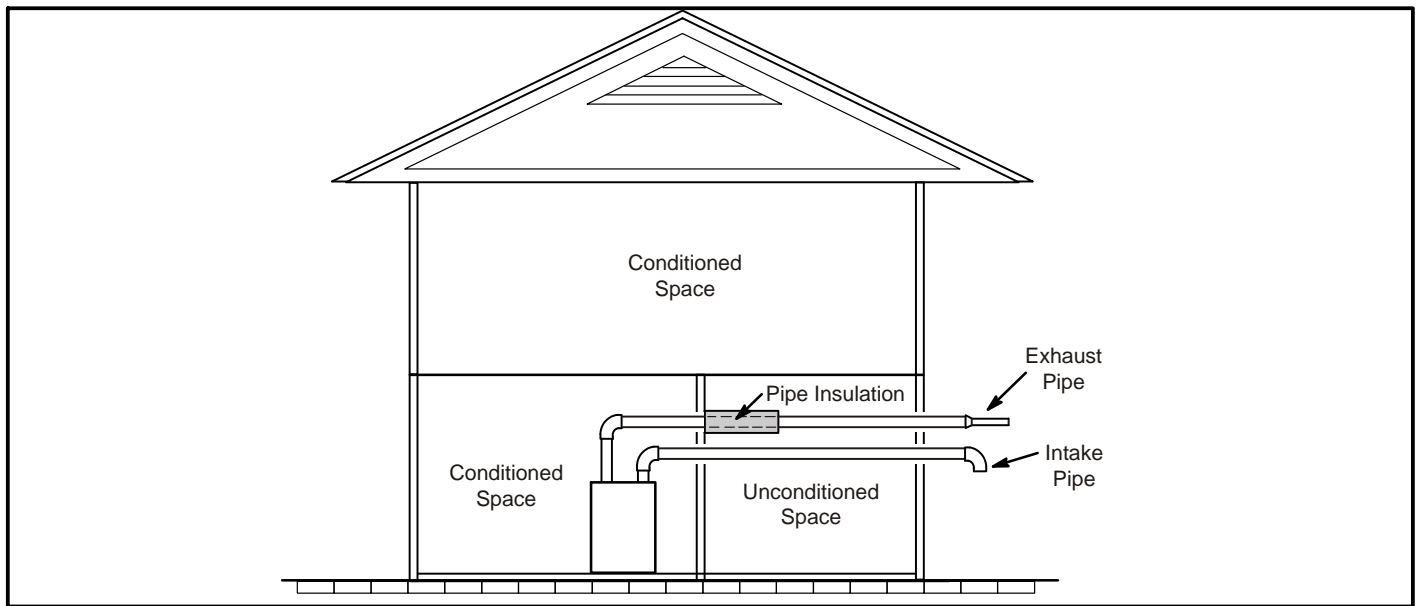 Conditioned
Space
Exhaust
Pipe
Pipe Insulation
Conditioned
Space
Intake
Pipe
Unconditioned
Space